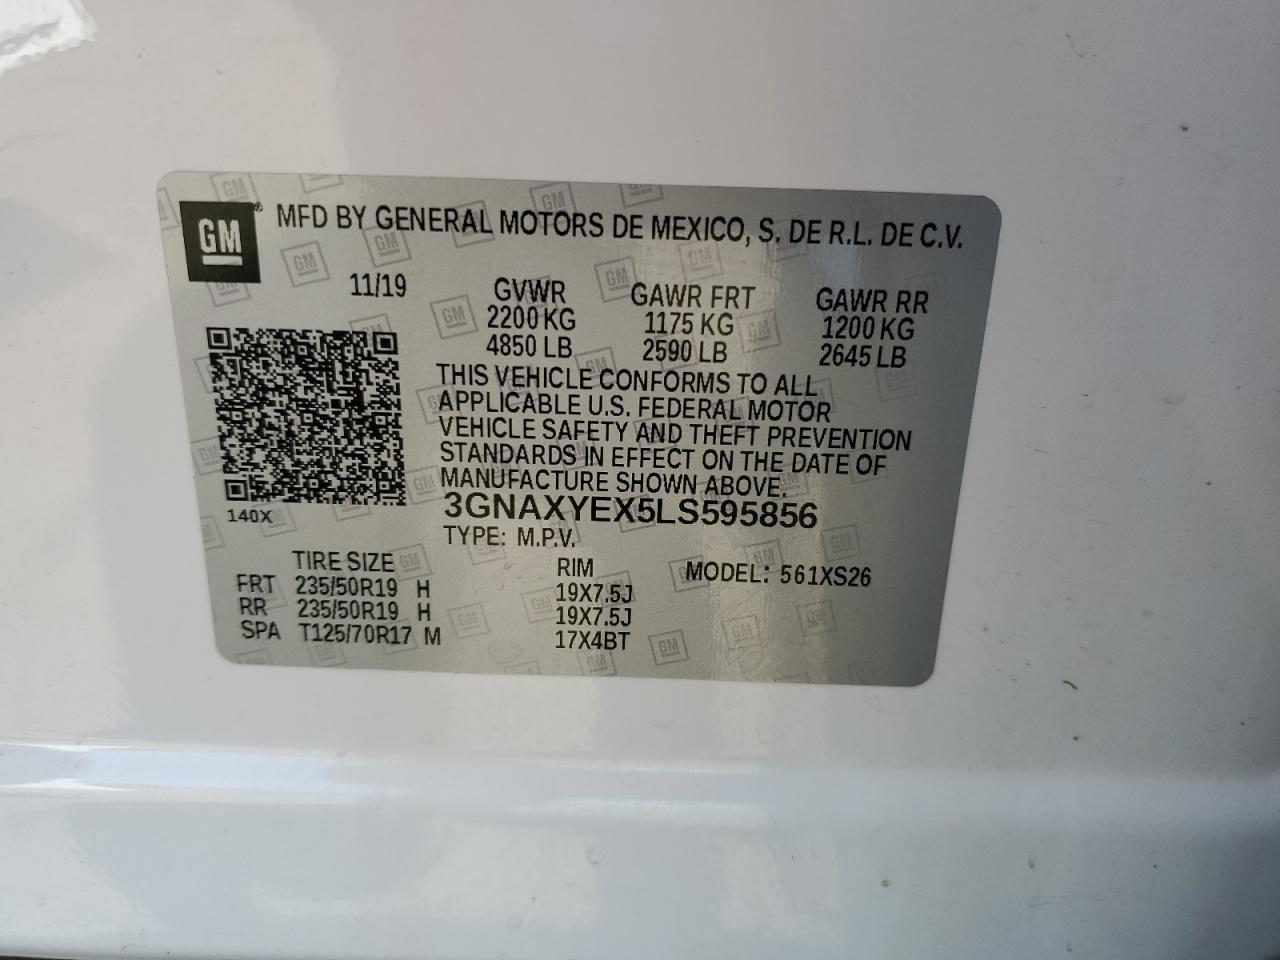 GM ® MFD BY GENERAL MOTORS DE MEXICO, S. DE R.L. DE C.V.
11/19 GVWR GAWR FRT GAWR RR
2200 KG 1175 KG 1200 KG
4850 LB 2590 LB 2645 LB
THIS VEHICLE CONFORMS TO ALL
APPLICABLE U.S. FEDERAL MOTOR
VEHICLE SAFETY AND THEFT PREVENTION
STANDARDS IN EFFECT ON THE DATE OF
MANUFACTURE SHOWN ABOVE.
3GNAXYEX5LS595856
140X
TYPE: M.P.V.
TIRE SIZE RIM MODEL: 561XS26
FRT 235/50R19 H 19X7.5J
RR 235/50R19 H 19X7.5J
SPA T125/70R17 M 17X4BT